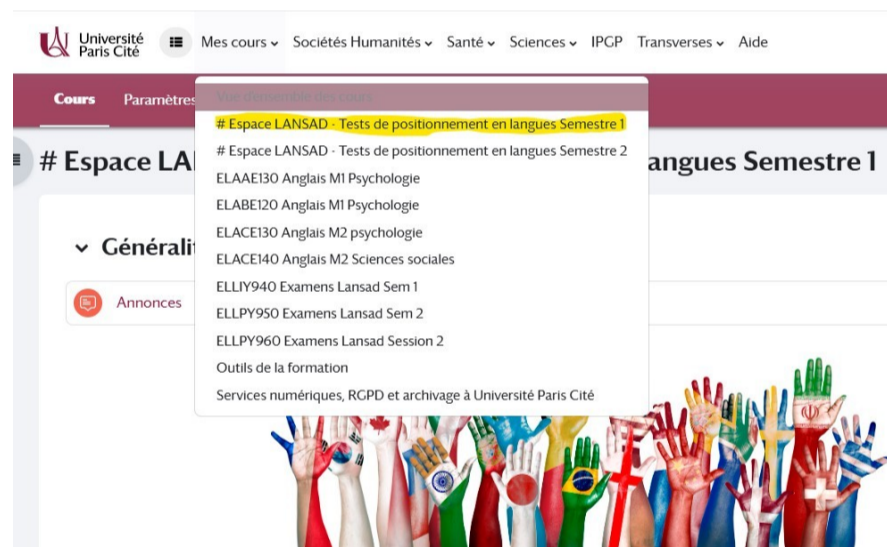 Université
Paris Cité
Mes cours Sociétés Humanités Santé Sciences IPGP Transverses Aide
Cours Paramètres
Vue d'ensemble des cours
# Espace LANSAD - Tests de positionnement en langues Semestre 1
# Espace LANSAD - Tests de positionnement en langues Semestre 2
# Espace LA angues Semestre 1
ELAAE130 Anglais M1 Psychologie
ELABE120 Anglais M1 Psychologie
ELACE130 Anglais M2 psychologie
Générali
ELACE140 Anglais M2 Sciences sociales
ELLIY940 Examens Lansad Sem 1
Annonces
ELLPY950 Examens Lansad Sem 2
ELLPY960 Examens Lansad Session 2
Outils de la formation
Services numériques, RGPD et archivage à Université Paris Cité